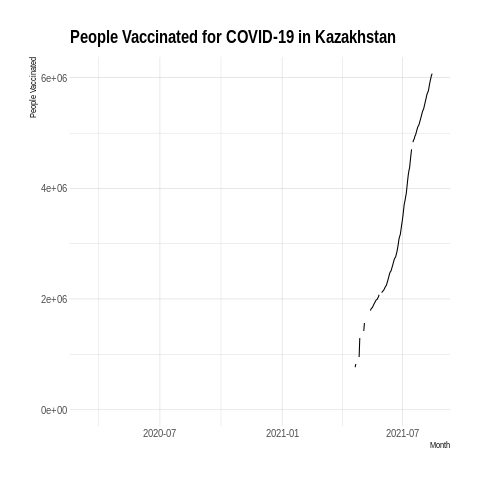 People Vaccinated for COVID-19 in Kazakhstan
People Vaccinated
6e+06
4e+06
2e+06
0e+00
2020-07
2021-01
2021-07
Month